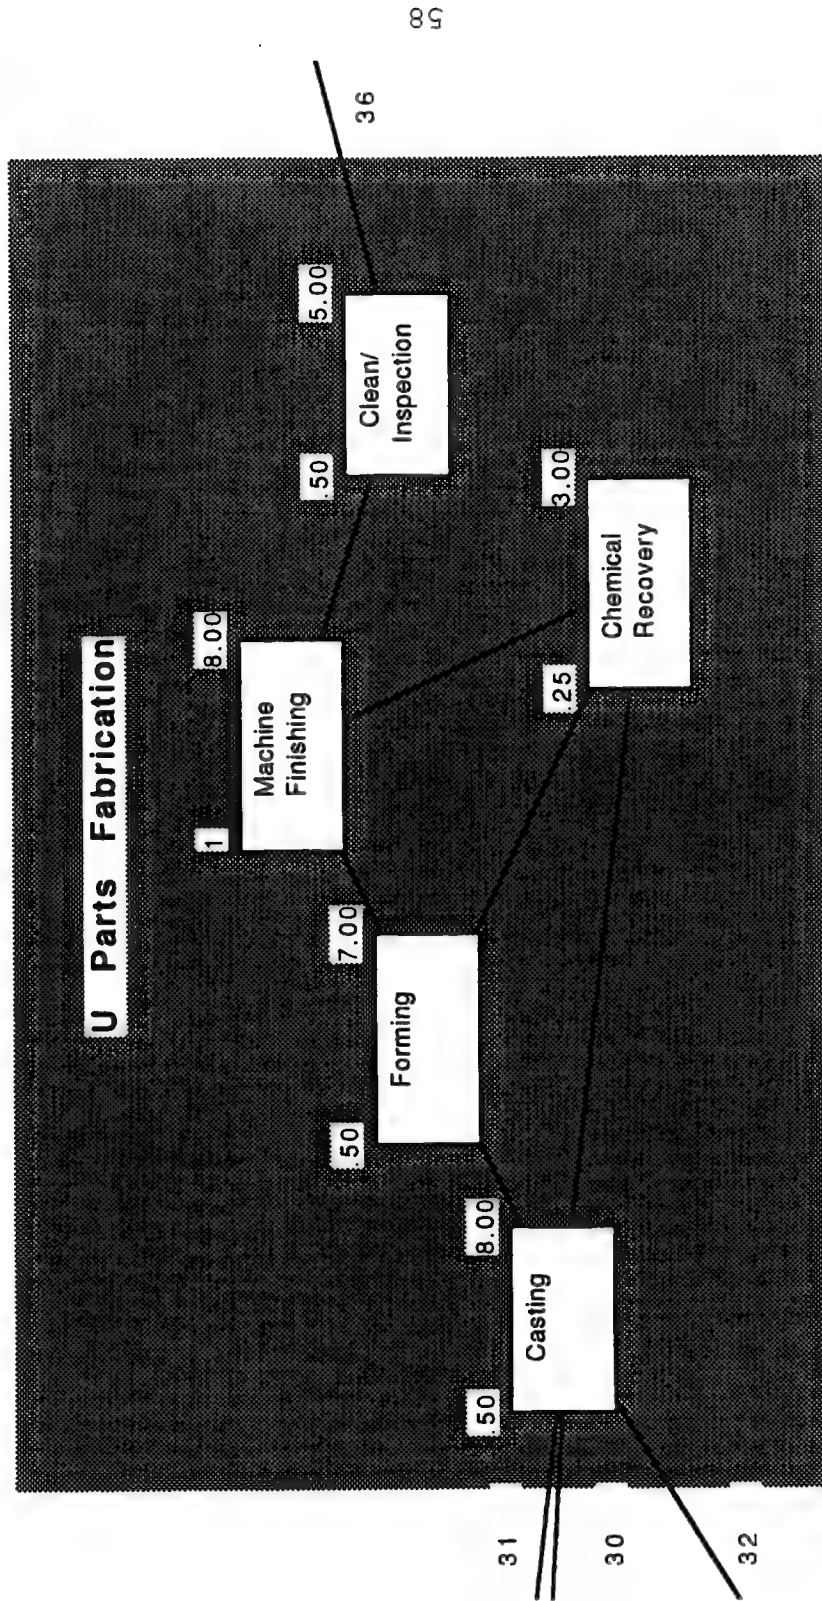 58
U Parts Fabrication
1
8.00
Machine
Finishing
.50
5.00
Clean/
Inspection
36
.50
7.00
Forming
.50
8.00
Casting
.25
3.00
Chemical
Recovery
31
30
32